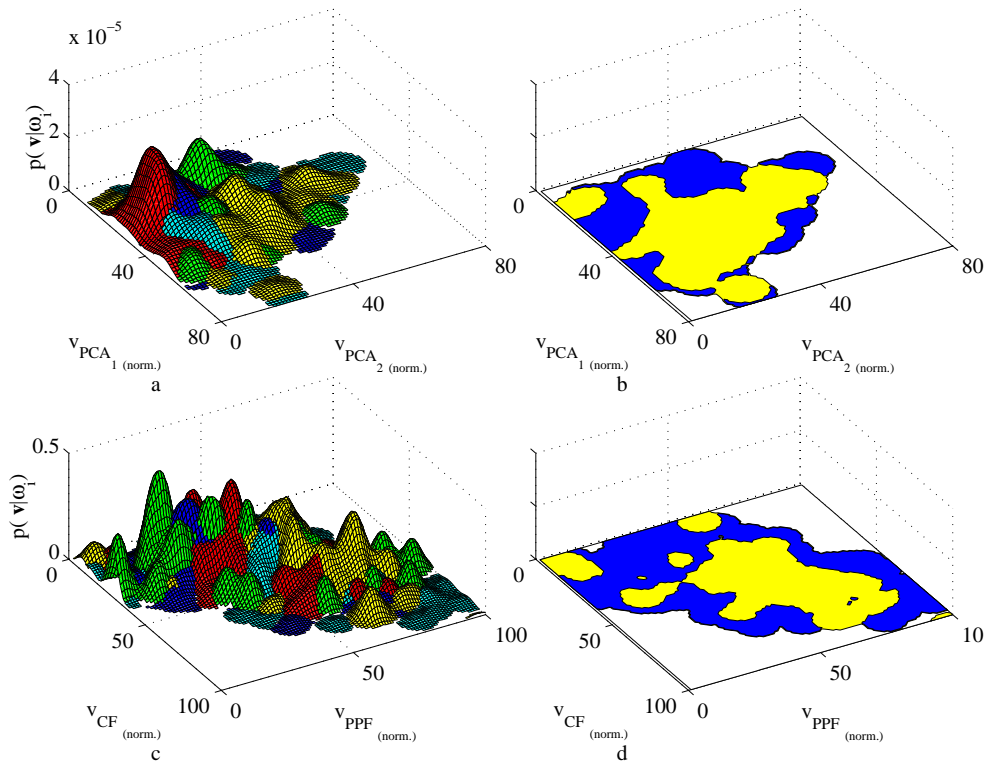 x 10⁻⁵
4
2
0
p( v|ω_i)
0
40
80
0
40
80
v_PCA_1 (norm.)
v_PCA_2 (norm.)
a
0
40
80
0
40
80
v_PCA_1 (norm.)
v_PCA_2 (norm.)
b
0.5
0
p( v|ω_i)
0
50
100
0
50
100
v_CF (norm.)
v_PPF (norm.)
c
0
50
100
0
50
10
v_CF (norm.)
v_PPF (norm.)
d